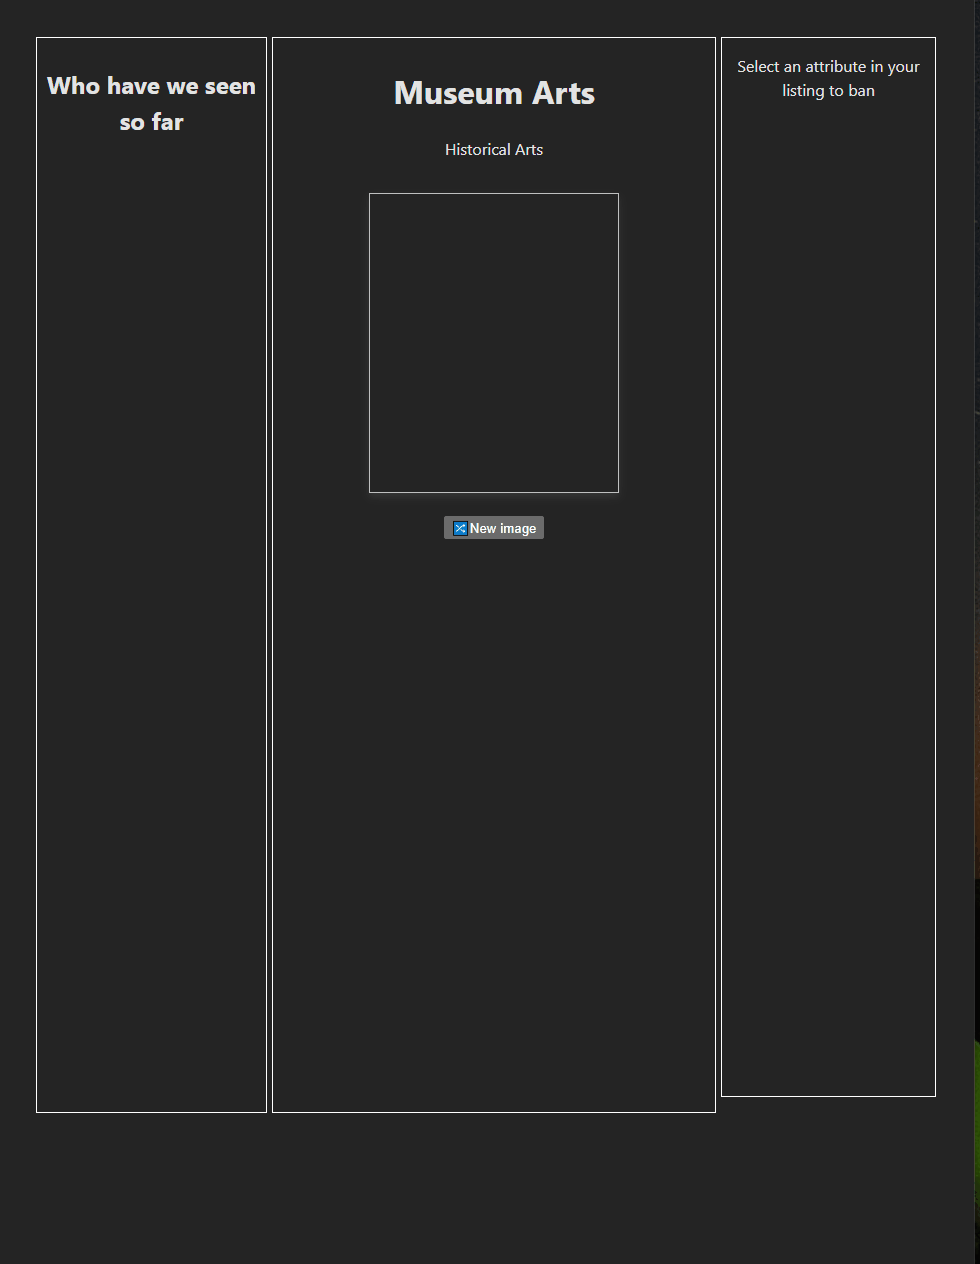 Who have we seen
so far
Museum Arts
Historical Arts
New image
Select an attribute in your
listing to ban